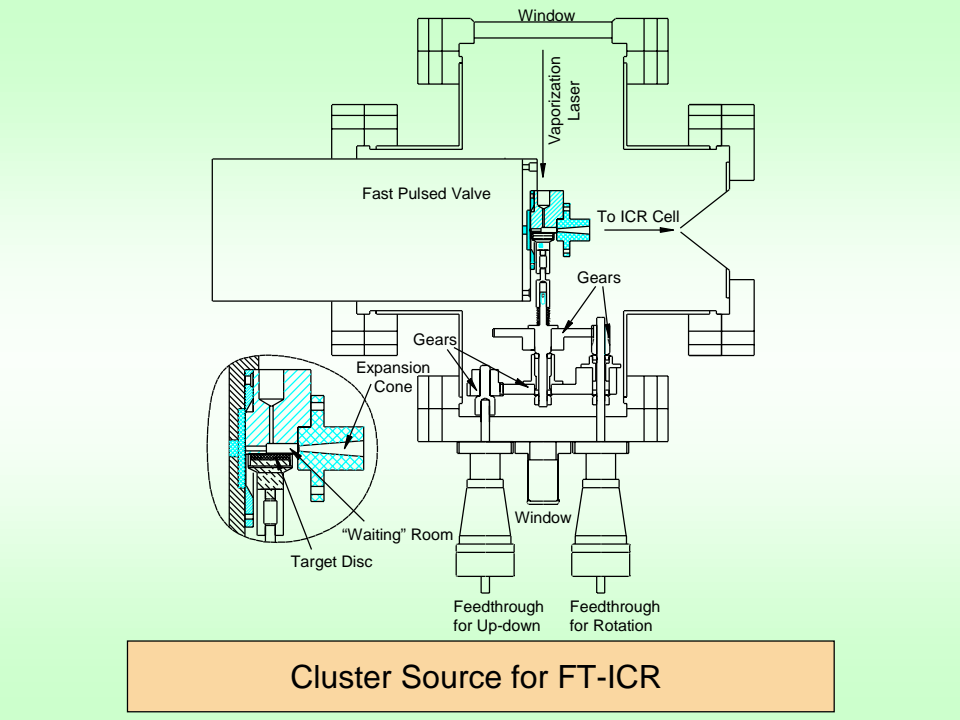 Window
Vaporization
Laser
Fast Pulsed Valve
To ICR Cell
Gears
Gears
Expansion
Cone
Window
“Waiting” Room
Target Disc
Feedthrough
for Up-down
Feedthrough
for Rotation
Cluster Source for FT-ICR